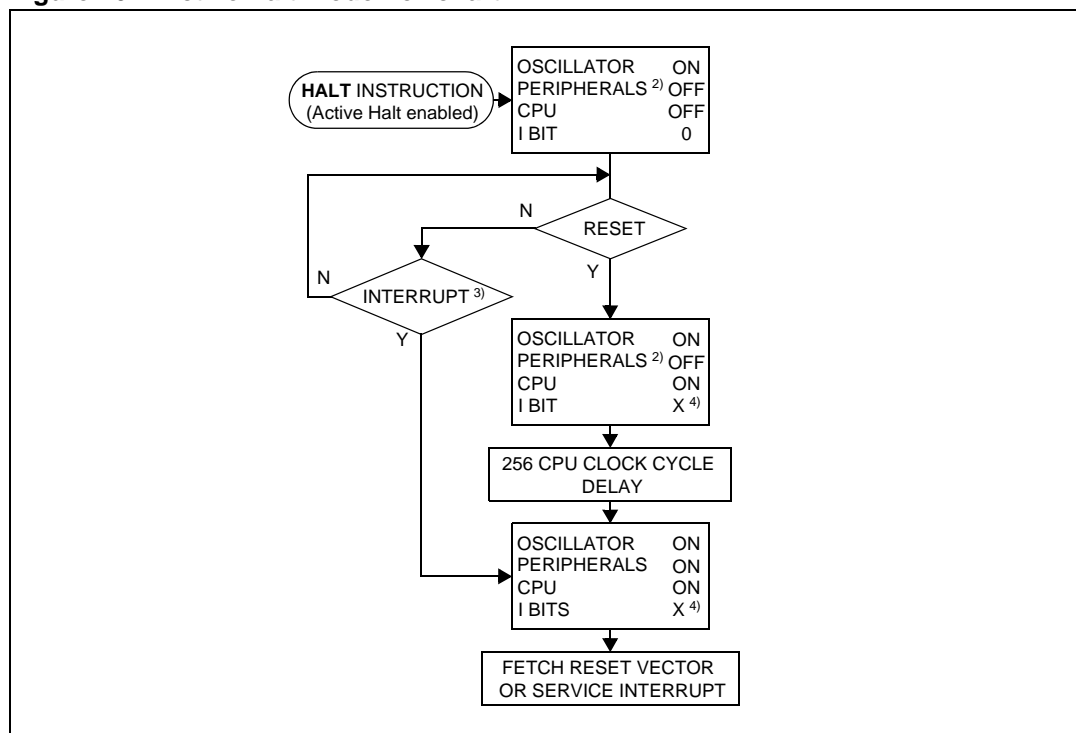 HALT INSTRUCTION
(Active Halt enabled)
OSCILLATOR ON
PERIPHERALS 2) OFF
CPU OFF
I BIT 0
N
RESET
Y
N
INTERRUPT 3)
Y
OSCILLATOR ON
PERIPHERALS 2) OFF
CPU ON
I BIT X 4)
256 CPU CLOCK CYCLE
DELAY
OSCILLATOR ON
PERIPHERALS ON
CPU ON
I BITS X 4)
FETCH RESET VECTOR
OR SERVICE INTERRUPT